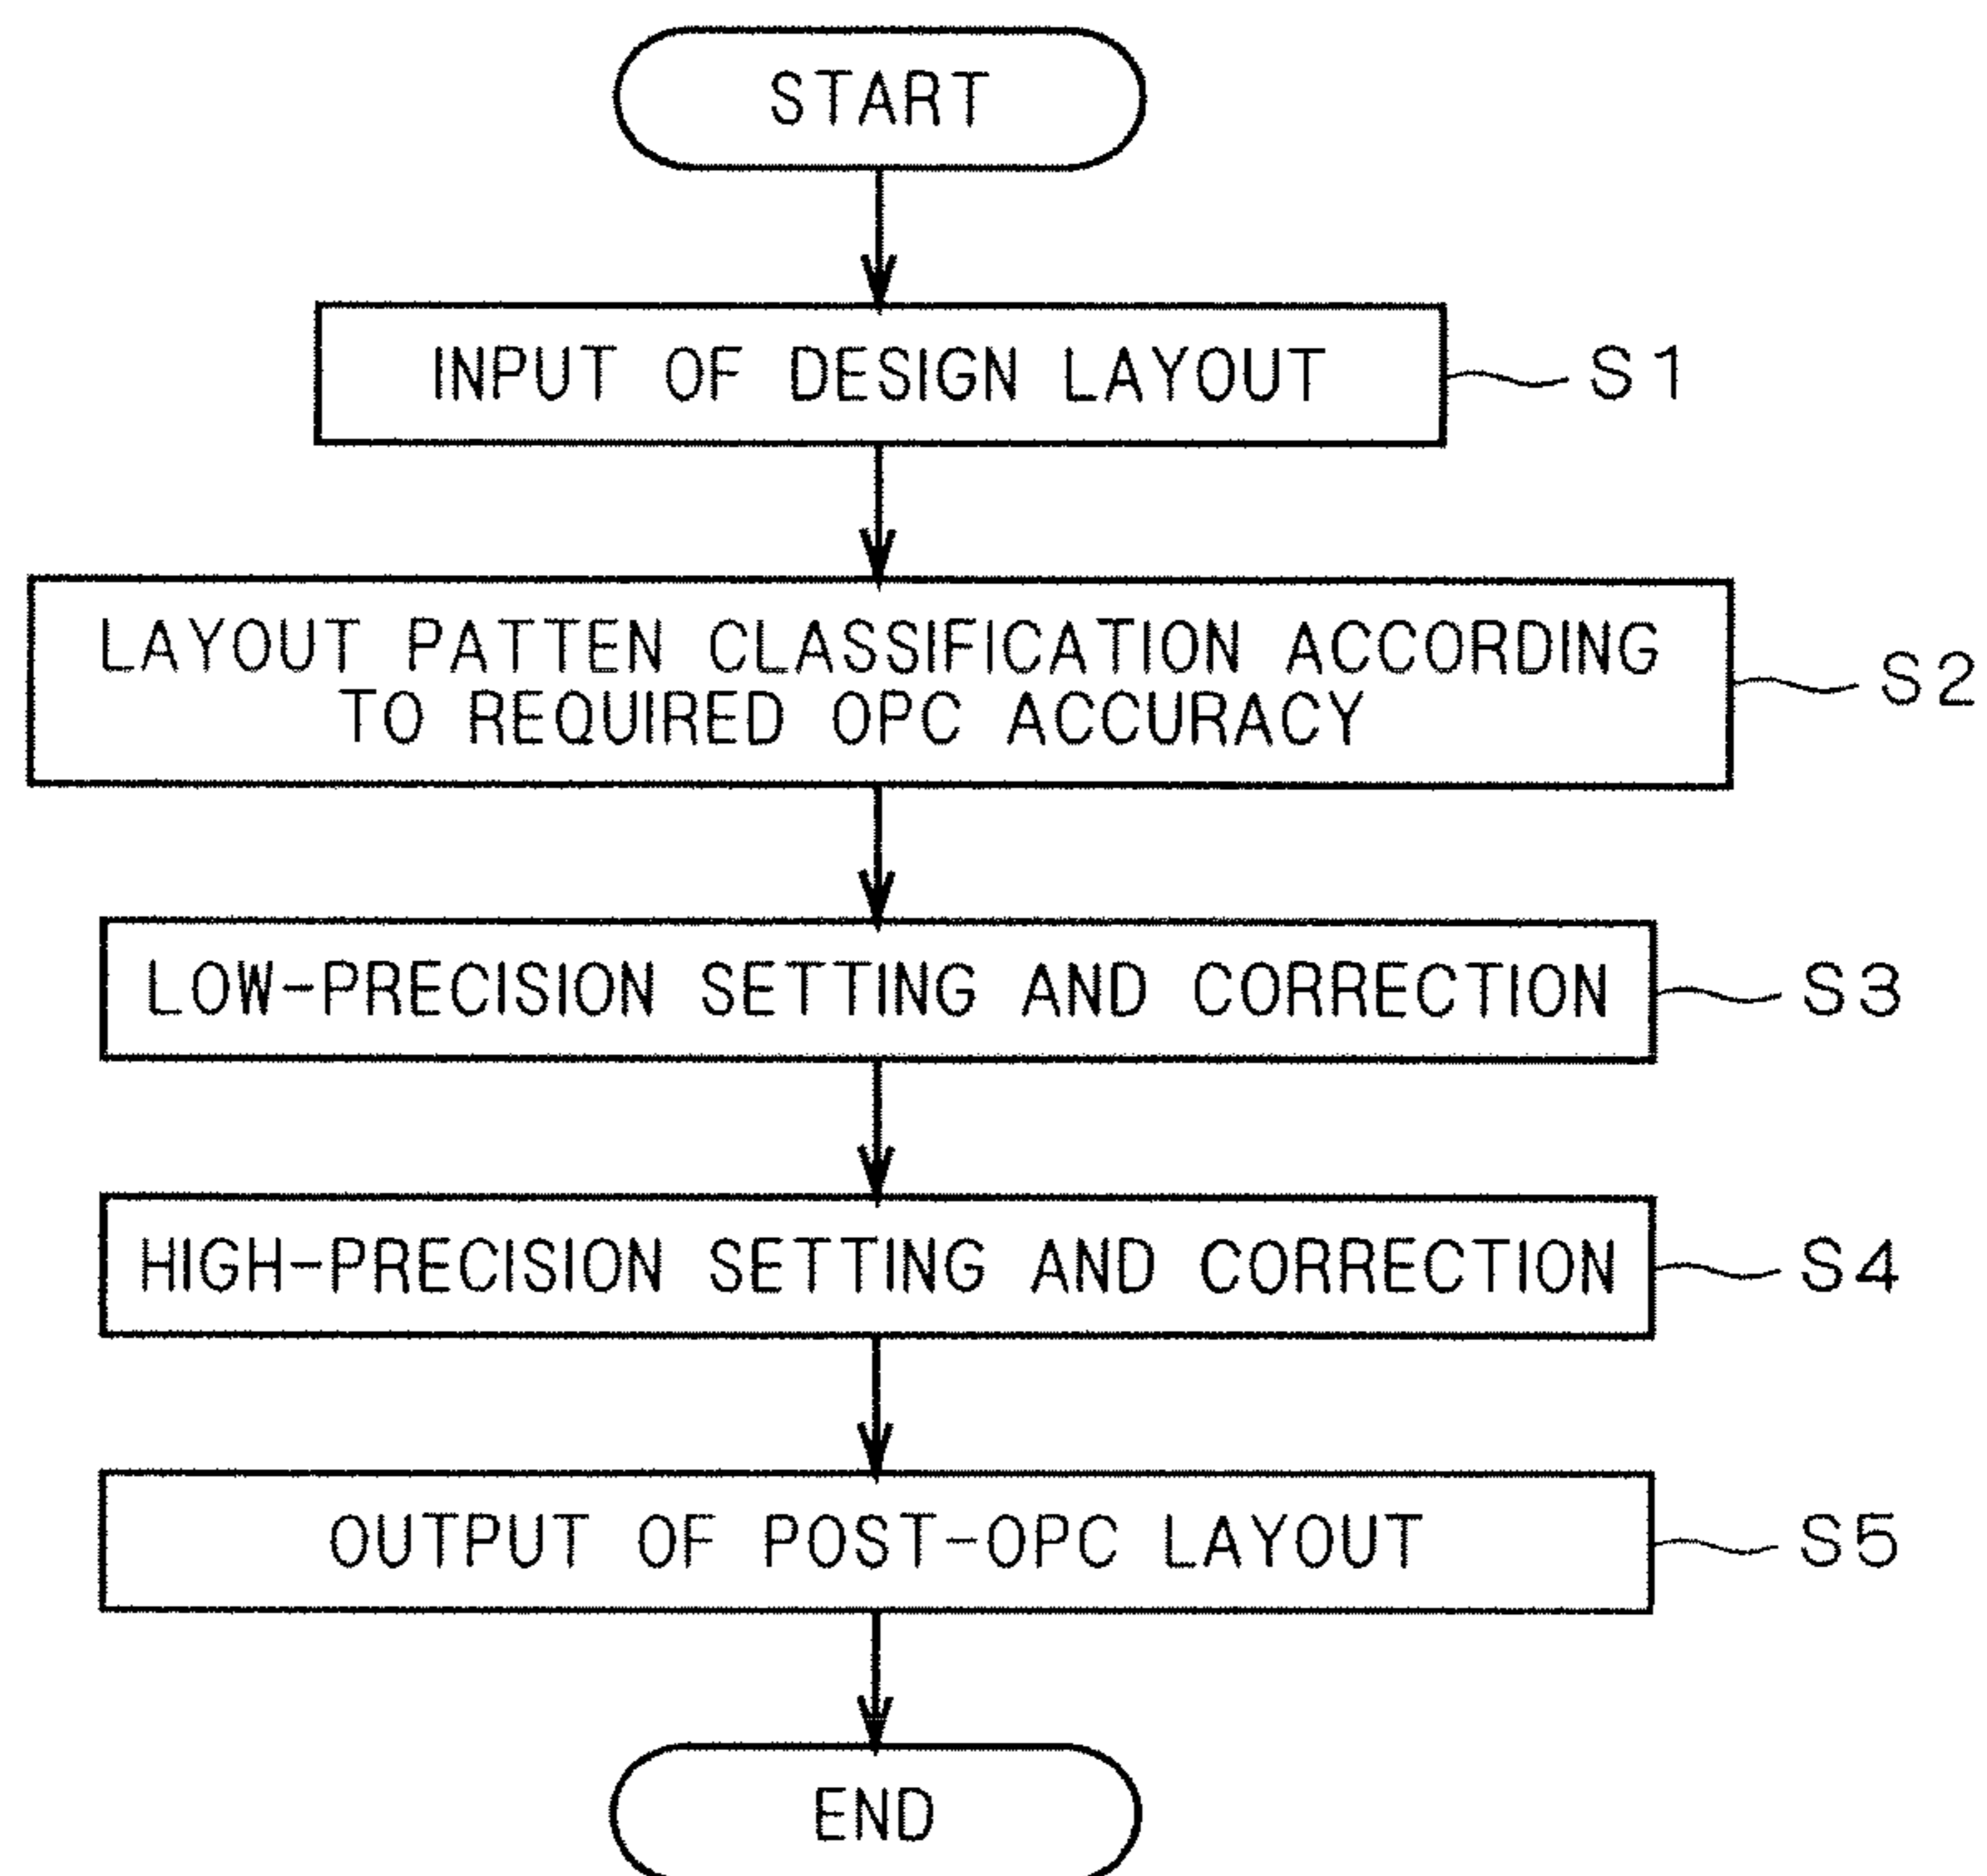 START
INPUT OF DESIGN LAYOUT
S1
LAYOUT PATTEN CLASSIFICATION ACCORDING
TO REQUIRED OPC ACCURACY
S2
LOW-PRECISION SETTING AND CORRECTION
S3
HIGH-PRECISION SETTING AND CORRECTION
S4
OUTPUT OF POST-OPC LAYOUT
S5
END